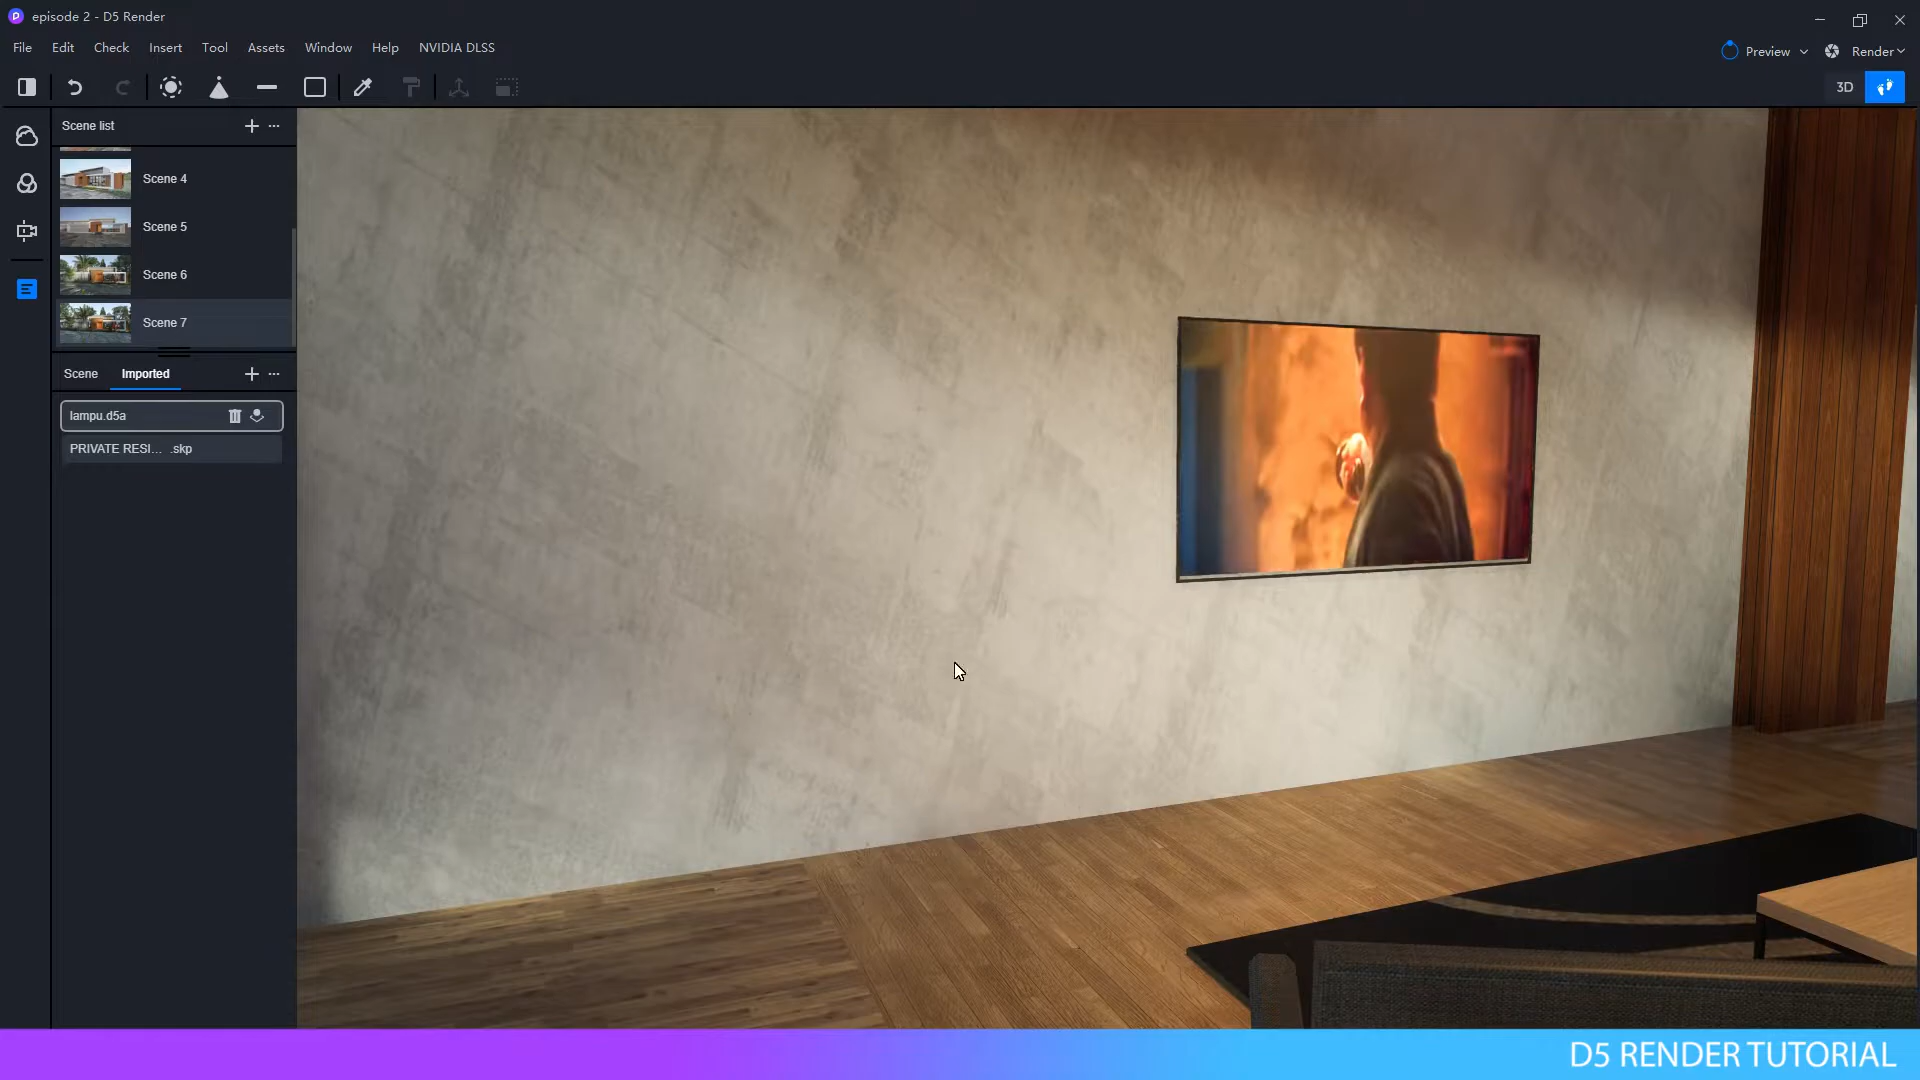 episode 2 - D5 Render
File Edit Check Insert Tool Assets Window Help NVIDIA DLSS
Preview Render
3D
Scene list
Scene 4
Scene 5
Scene 6
Scene 7
Scene Imported
lampu.d5a
PRIVATE RESI... .skp
D5 RENDER TUTORIAL